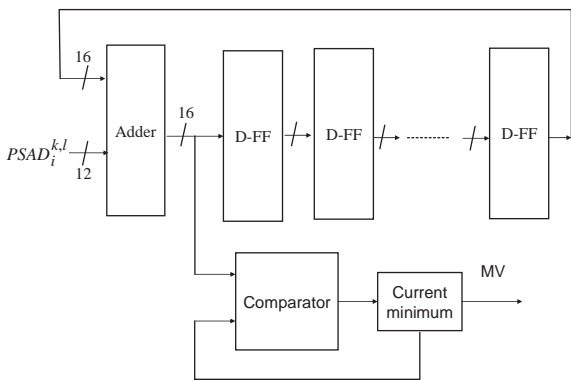 16
16
Adder
D-FF
D-FF
D-FF
PSAD_i^{k,l}
12
MV
Comparator
Current
minimum